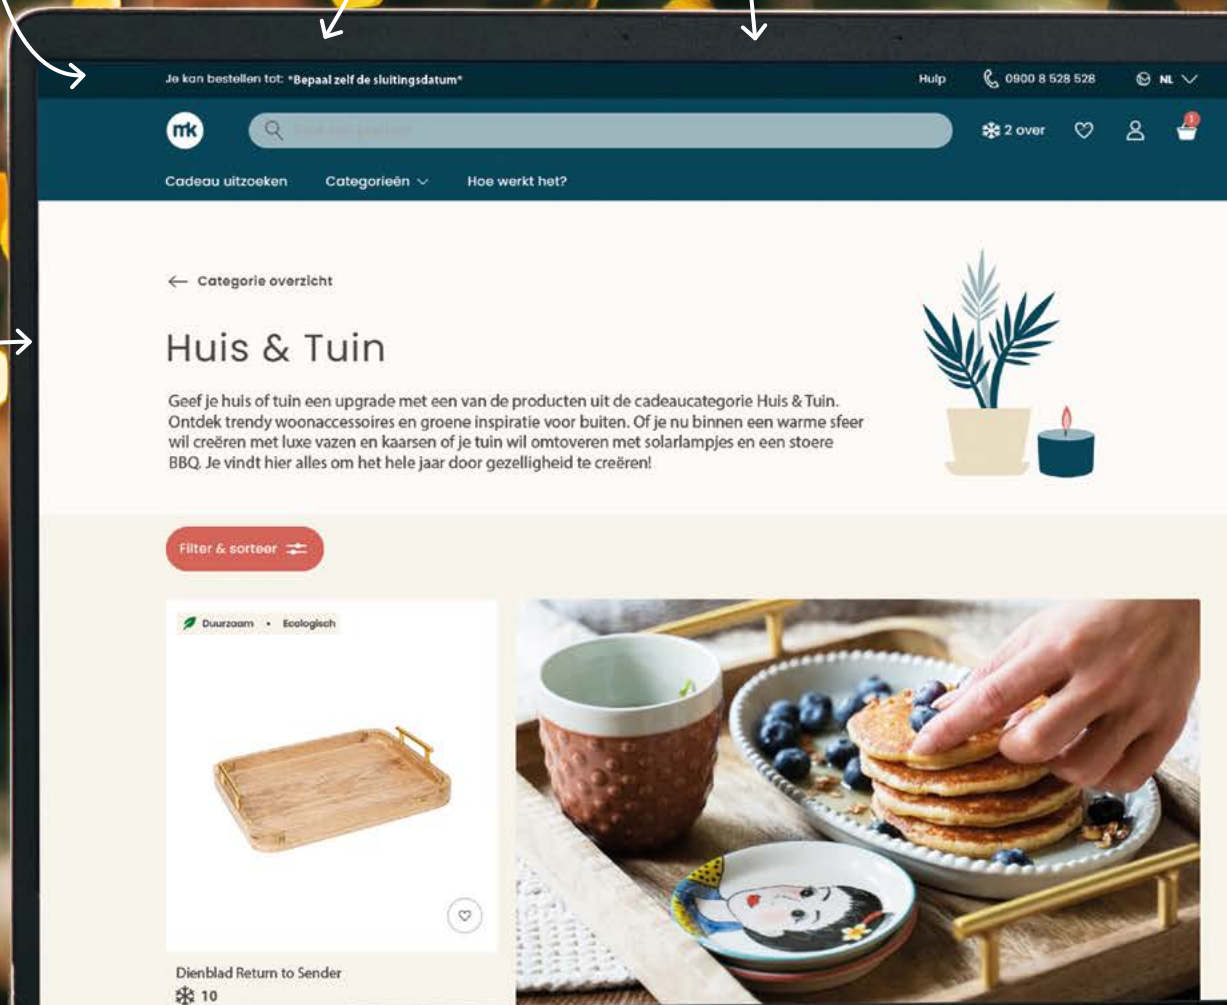 Je kan bestellen tot: *Bepaal zelf de sluitingsdatum*
Hulp
0900 8 528 528
NL
mk
2 over
1
Cadeau uitzoeken
Categorieën
Hoe werkt het?
Categorie overzicht
Huis & Tuin
Geef je huis of tuin een upgrade met een van de producten uit de cadeaucategorie Huis & Tuin.
Ontdek trendy woonaccessoires en groene inspiratie voor buiten. Of je nu binnen een warme sfeer
wil creëren met luxe vazen en kaarsen of je tuin wil omtoveren met solarlampjes en een stoere
BBQ. Je vindt hier alles om het hele jaar door gezelligheid te creëren!
Filter & sorteer
Duurzaam • Ecologisch
Dienblad Return to Sender
10